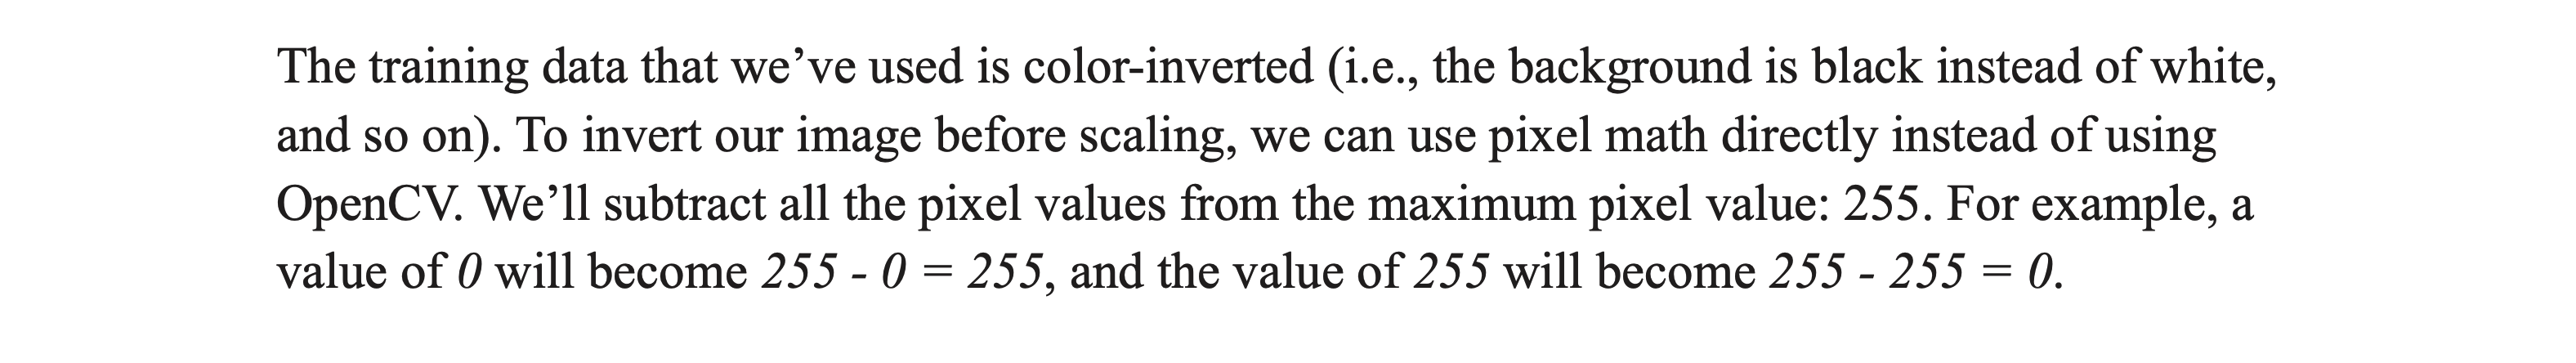 The training data that we’ve used is color-inverted (i.e., the background is black instead of white,
and so on). To invert our image before scaling, we can use pixel math directly instead of using
OpenCV. We’ll subtract all the pixel values from the maximum pixel value: 255. For example, a
value of 0 will become 255 - 0 = 255, and the value of 255 will become 255 - 255 = 0.